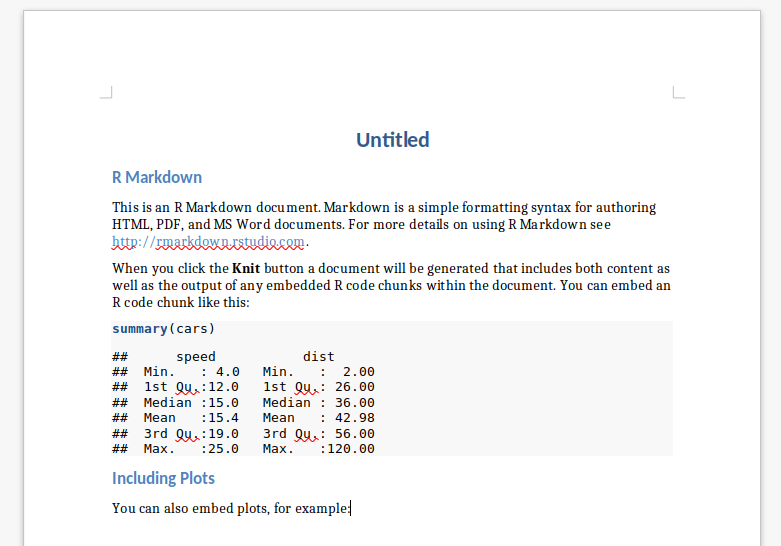 Untitled
R Markdown
This is an R Markdown document. Markdown is a simple formatting syntax for authoring
HTML, PDF, and MS Word documents. For more details on using R Markdown see
http://rmarkdown.rstudio.com.
When you click the Knit button a document will be generated that includes both content as
well as the output of any embedded R code chunks within the document. You can embed an
R code chunk like this:
summary(cars)
##      speed           dist
##  Min.   : 4.0   Min.   :  2.00
##  1st Qu.:12.0   1st Qu.: 26.00
##  Median :15.0   Median : 36.00
##  Mean   :15.4   Mean   : 42.98
##  3rd Qu.:19.0   3rd Qu.: 56.00
##  Max.   :25.0   Max.   :120.00
Including Plots
You can also embed plots, for example: